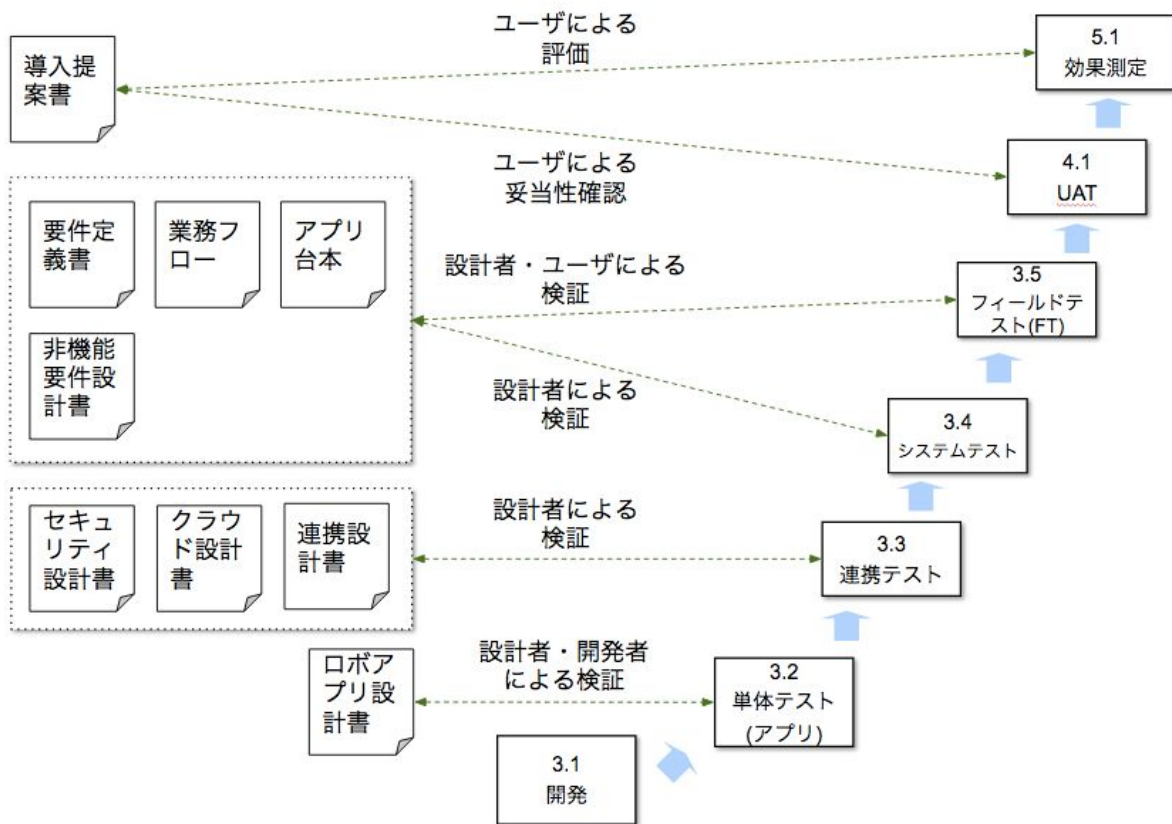 ユーザによる
評価
5.1
効果測定
導入提
案書
ユーザによる
妥当性確認
4.1
UAT
要件定
義書
業務フ
ロー
アプリ
台本
設計者・ユーザによる
検証
3.5
フィールドテ
スト(FT)
非機能
要件設
計書
設計者による
検証
3.4
システムテスト
セキュ
リティ
設計書
クラウ
ド設計
書
連携設
計書
設計者による
検証
3.3
連携テスト
ロボア
プリ設
計書
設計者・開発者
による検証
3.2
単体テスト
(アプリ)
3.1
開発